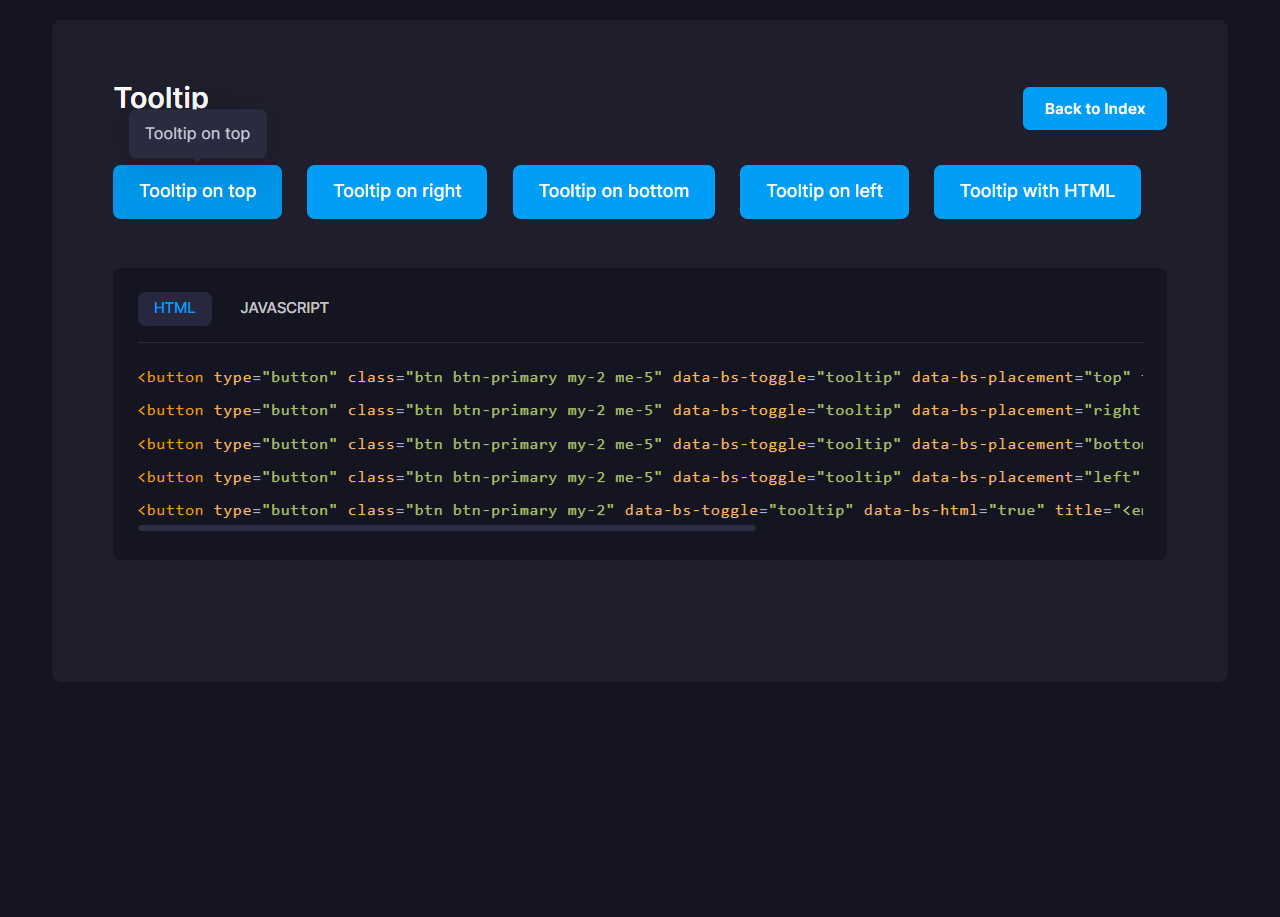 Tooltip
Back to Index
Tooltip on top
Tooltip on top
Tooltip on right
Tooltip on bottom
Tooltip on left
Tooltip with HTML
HTML
JAVASCRIPT
<button type="button" class="btn btn-primary my-2 me-5" data-bs-toggle="tooltip" data-bs-placement="top"
<button type="button" class="btn btn-primary my-2 me-5" data-bs-toggle="tooltip" data-bs-placement="right
<button type="button" class="btn btn-primary my-2 me-5" data-bs-toggle="tooltip" data-bs-placement="bottom
<button type="button" class="btn btn-primary my-2 me-5" data-bs-toggle="tooltip" data-bs-placement="left"
<button type="button" class="btn btn-primary my-2" data-bs-toggle="tooltip" data-bs-html="true" title="<e